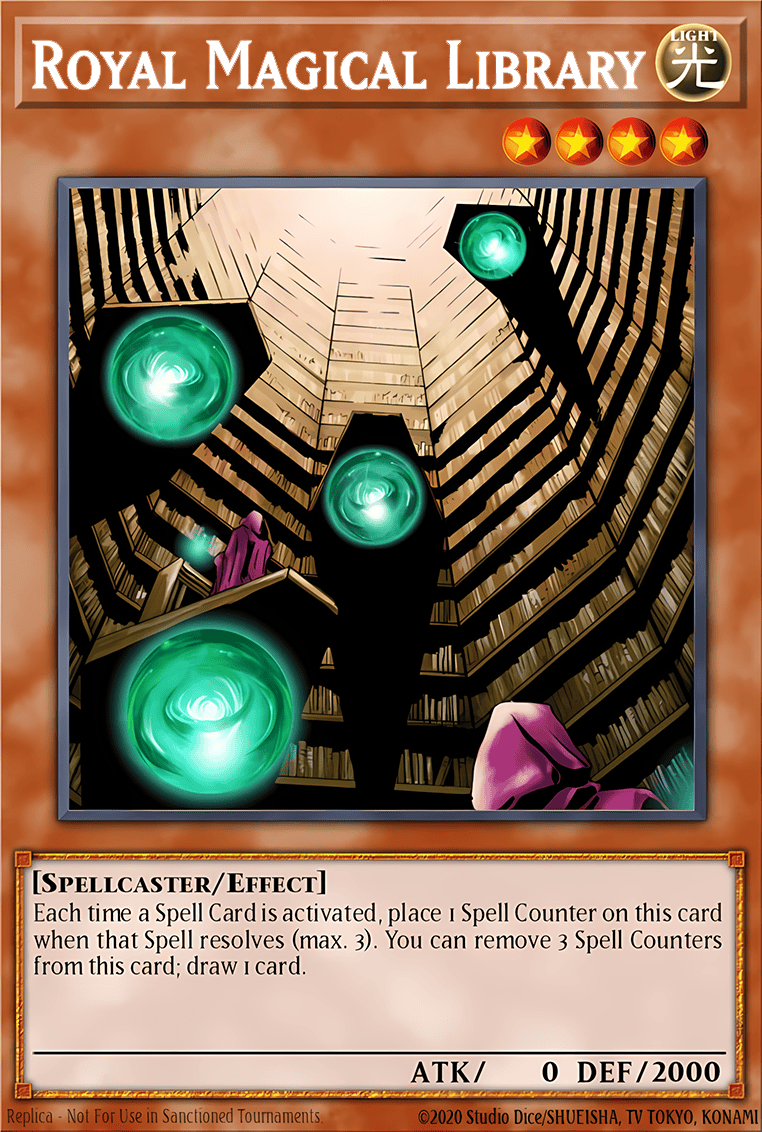 Royal Magical Library
LIGHT
光
[Spellcaster/Effect]
Each time a Spell Card is activated, place 1 Spell Counter on this card
when that Spell resolves (max. 3). You can remove 3 Spell Counters
from this card; draw 1 card.
ATK/ 0 DEF/2000
Replica - Not For Use in Sanctioned Tournaments.
©2020 Studio Dice/SHUEISHA, TV TOKYO, KONAMI